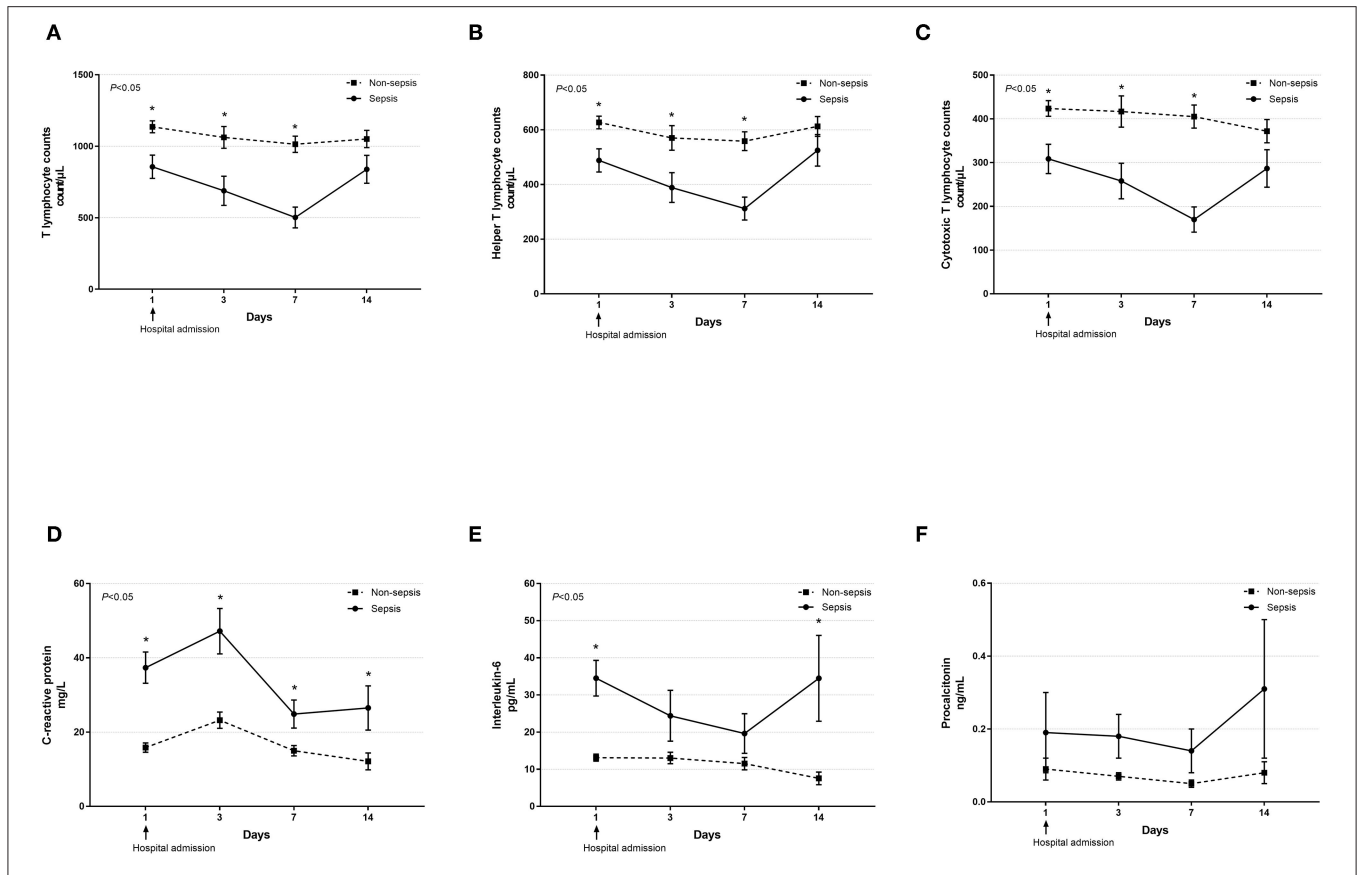 A
P<0.05
Non-sepsis
Sepsis
T lymphocyte counts
count/µL
1500
1000
500
0
*
*
*
1
3
7
14
Days
Hospital admission
B
P<0.05
Non-sepsis
Sepsis
Helper T lymphocyte counts
count/µL
800
600
400
200
0
*
*
*
1
3
7
14
Days
Hospital admission
C
P<0.05
Non-sepsis
Sepsis
Cytotoxic T lymphocyte counts
count/µL
500
400
300
200
100
0
*
*
*
1
3
7
14
Days
Hospital admission
D
P<0.05
Non-sepsis
Sepsis
C-reactive protein
mg/L
60
40
20
0
*
*
*
*
1
3
7
14
Days
Hospital admission
E
P<0.05
Non-sepsis
Sepsis
Interleukin-6
pg/mL
60
50
40
30
20
10
0
*
*
1
3
7
14
Days
Hospital admission
F
Non-sepsis
Sepsis
Procalcitonin
ng/mL
0.6
0.4
0.2
0.0
1
3
7
14
Days
Hospital admission